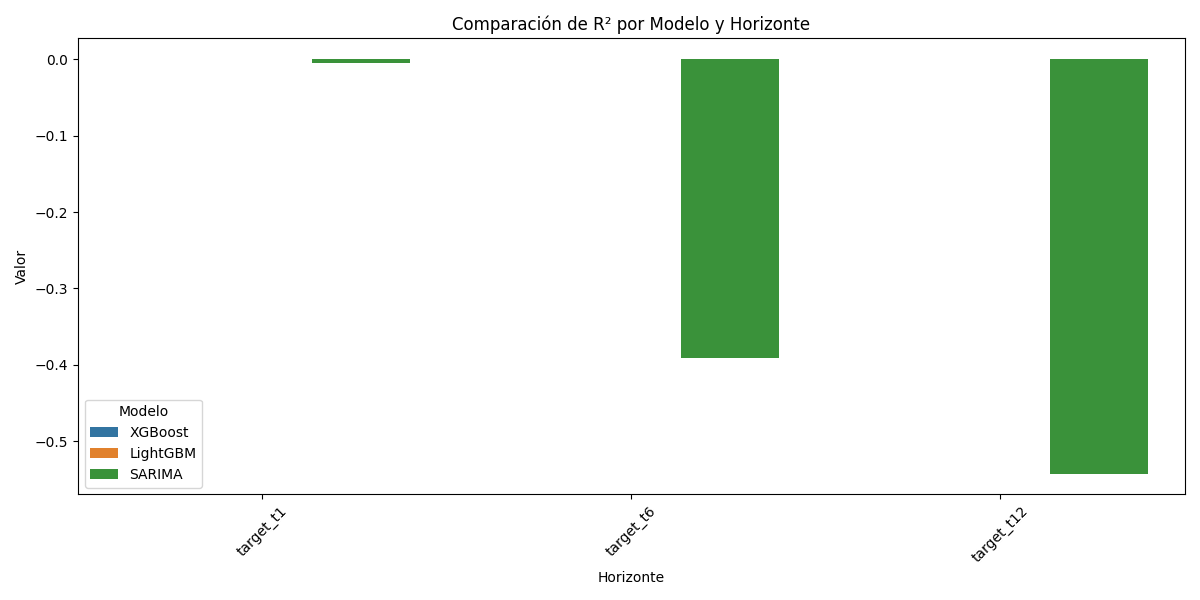 Comparación de R² por Modelo y Horizonte
Valor
0.0
−0.1
−0.2
−0.3
−0.4
−0.5
Modelo
XGBoost
LightGBM
SARIMA
target_t1
target_t6
target_t12
Horizonte